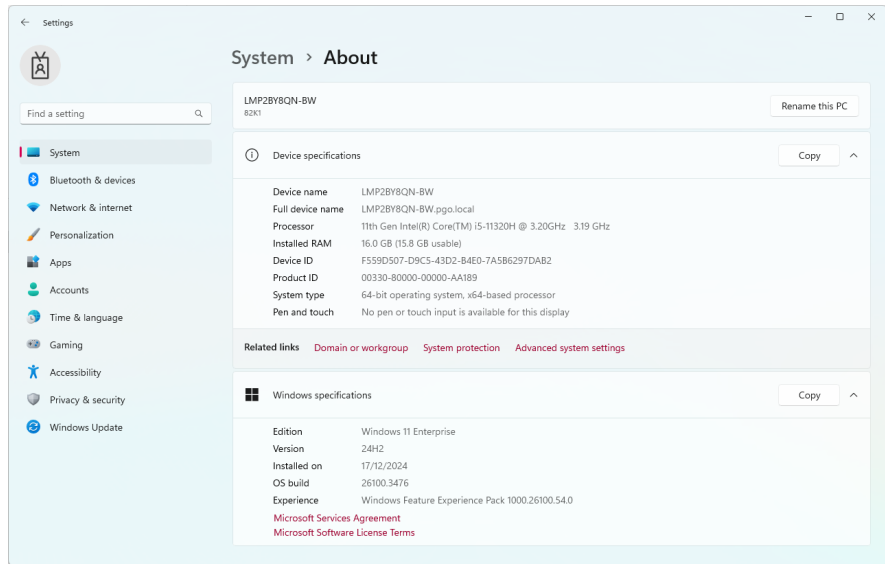 Settings
System > About
Find a setting
System
Bluetooth & devices
Network & internet
Personalization
Apps
Accounts
Time & language
Gaming
Accessibility
Privacy & security
Windows Update
LMP2BY8QN-BW
82K1
Rename this PC
Device specifications
Copy
Device name LMP2BY8QN-BW
Full device name LMP2BY8QN-BW.pgo.local
Processor 11th Gen Intel(R) Core(TM) i5-11320H @ 3.20GHz 3.19 GHz
Installed RAM 16.0 GB (15.8 GB usable)
Device ID F559D507-D9C5-43D2-B4E0-7A5B6297DAB2
Product ID 00330-80000-00000-AA189
System type 64-bit operating system, x64-based processor
Pen and touch No pen or touch input is available for this display
Related links Domain or workgroup System protection Advanced system settings
Windows specifications
Copy
Edition Windows 11 Enterprise
Version 24H2
Installed on 17/12/2024
OS build 26100.3476
Experience Windows Feature Experience Pack 1000.26100.54.0
Microsoft Services Agreement
Microsoft Software License Terms